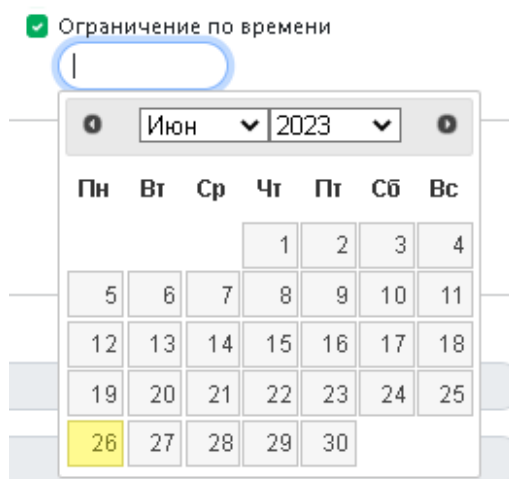 Ограничение по времени
Июн 2023
Пн Вт Ср Чт Пт Сб Вс
1 2 3 4
5 6 7 8 9 10 11
12 13 14 15 16 17 18
19 20 21 22 23 24 25
26 27 28 29 30